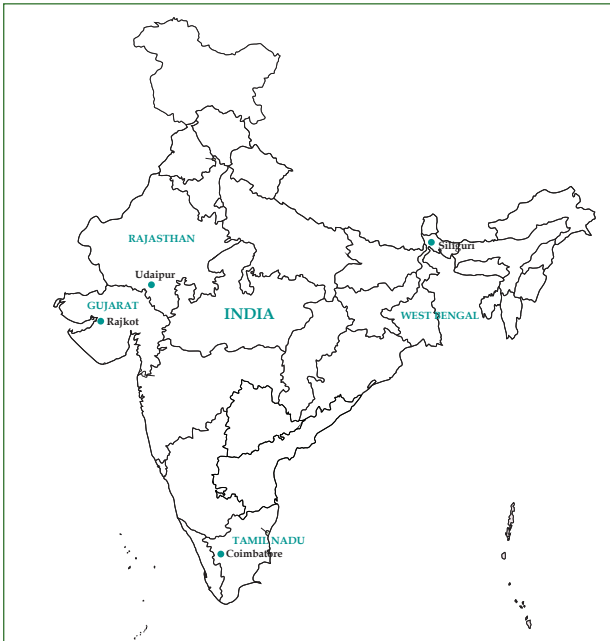 RAJASTHAN
Siliguri
Udaipur
GUJARAT
INDIA
WEST BENGAL
Rajkot
TAMIL NADU
Coimbatore